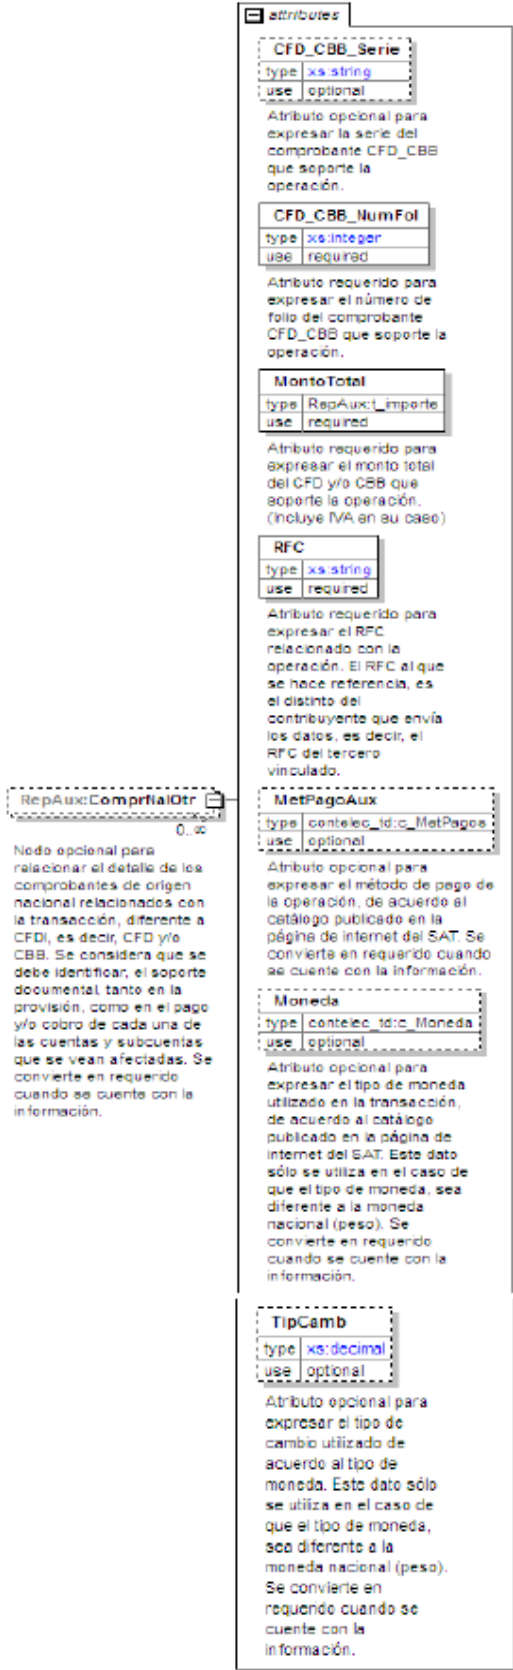 attributes
CFD_CBB_Serie
type xs:string
use optional
Atributo opcional para
expresar la serie del
comprobante CFD_CBB
que soporte la
operación.
CFD_CBB_NumFol
type xs:integer
use required
Atributo requerido para
expresar el número de
folio del comprobante
CFD_CBB que soporte la
operación.
MontoTotal
type RepAux:t_importe
use required
Atributo requerido para
expresar el monto total
del CFD y/o CBB que
soporte la operación.
(Incluye IVA en su caso)
RFC
type xs:string
use required
Atributo requerido para
expresar el RFC
relacionado con la
operación. El RFC al que
se hace referencia, es
el distinto del
contribuyente que envía
los datos, es decir, el
RFC del tercero
vinculado.
RepAux:ComprNalOtr
0..∞
Nodo opcional para
relacionar el detalle de los
comprobantes de origen
nacional relacionados con
la transacción, diferente a
CFDI, es decir, CFD y/o
CBB. Se considera que se
debe identificar, el soporte
documental, tanto en la
provisión, como en el pago
y/o cobro de cada una de
las cuentas y subcuentas
que se vean afectadas. Se
convierte en requerido
cuando se cuente con la
información.
MetPagoAux
type contelec_td:c_MetPagos
use optional
Atributo opcional para
expresar el método de pago de
la operación, de acuerdo al
catálogo publicado en la
página de internet del SAT. Se
convierte en requerido cuando
se cuente con la información.
Moneda
type contelec_td:c_Moneda
use optional
Atributo opcional para
expresar el tipo de moneda
utilizado en la transacción,
de acuerdo al catálogo
publicado en la página de
internet del SAT. Este dato
sólo se utiliza en el caso de
que el tipo de moneda, sea
diferente a la moneda
nacional (peso). Se
convierte en requerido
cuando se cuente con la
información.
TipCamb
type xs:decimal
use optional
Atributo opcional para
expresar el tipo de
cambio utilizado de
acuerdo al tipo de
moneda. Este dato sólo
se utiliza en el caso de
que el tipo de moneda,
sea diferente a la
moneda nacional (peso).
Se convierte en
requerido cuando se
cuente con la
información.